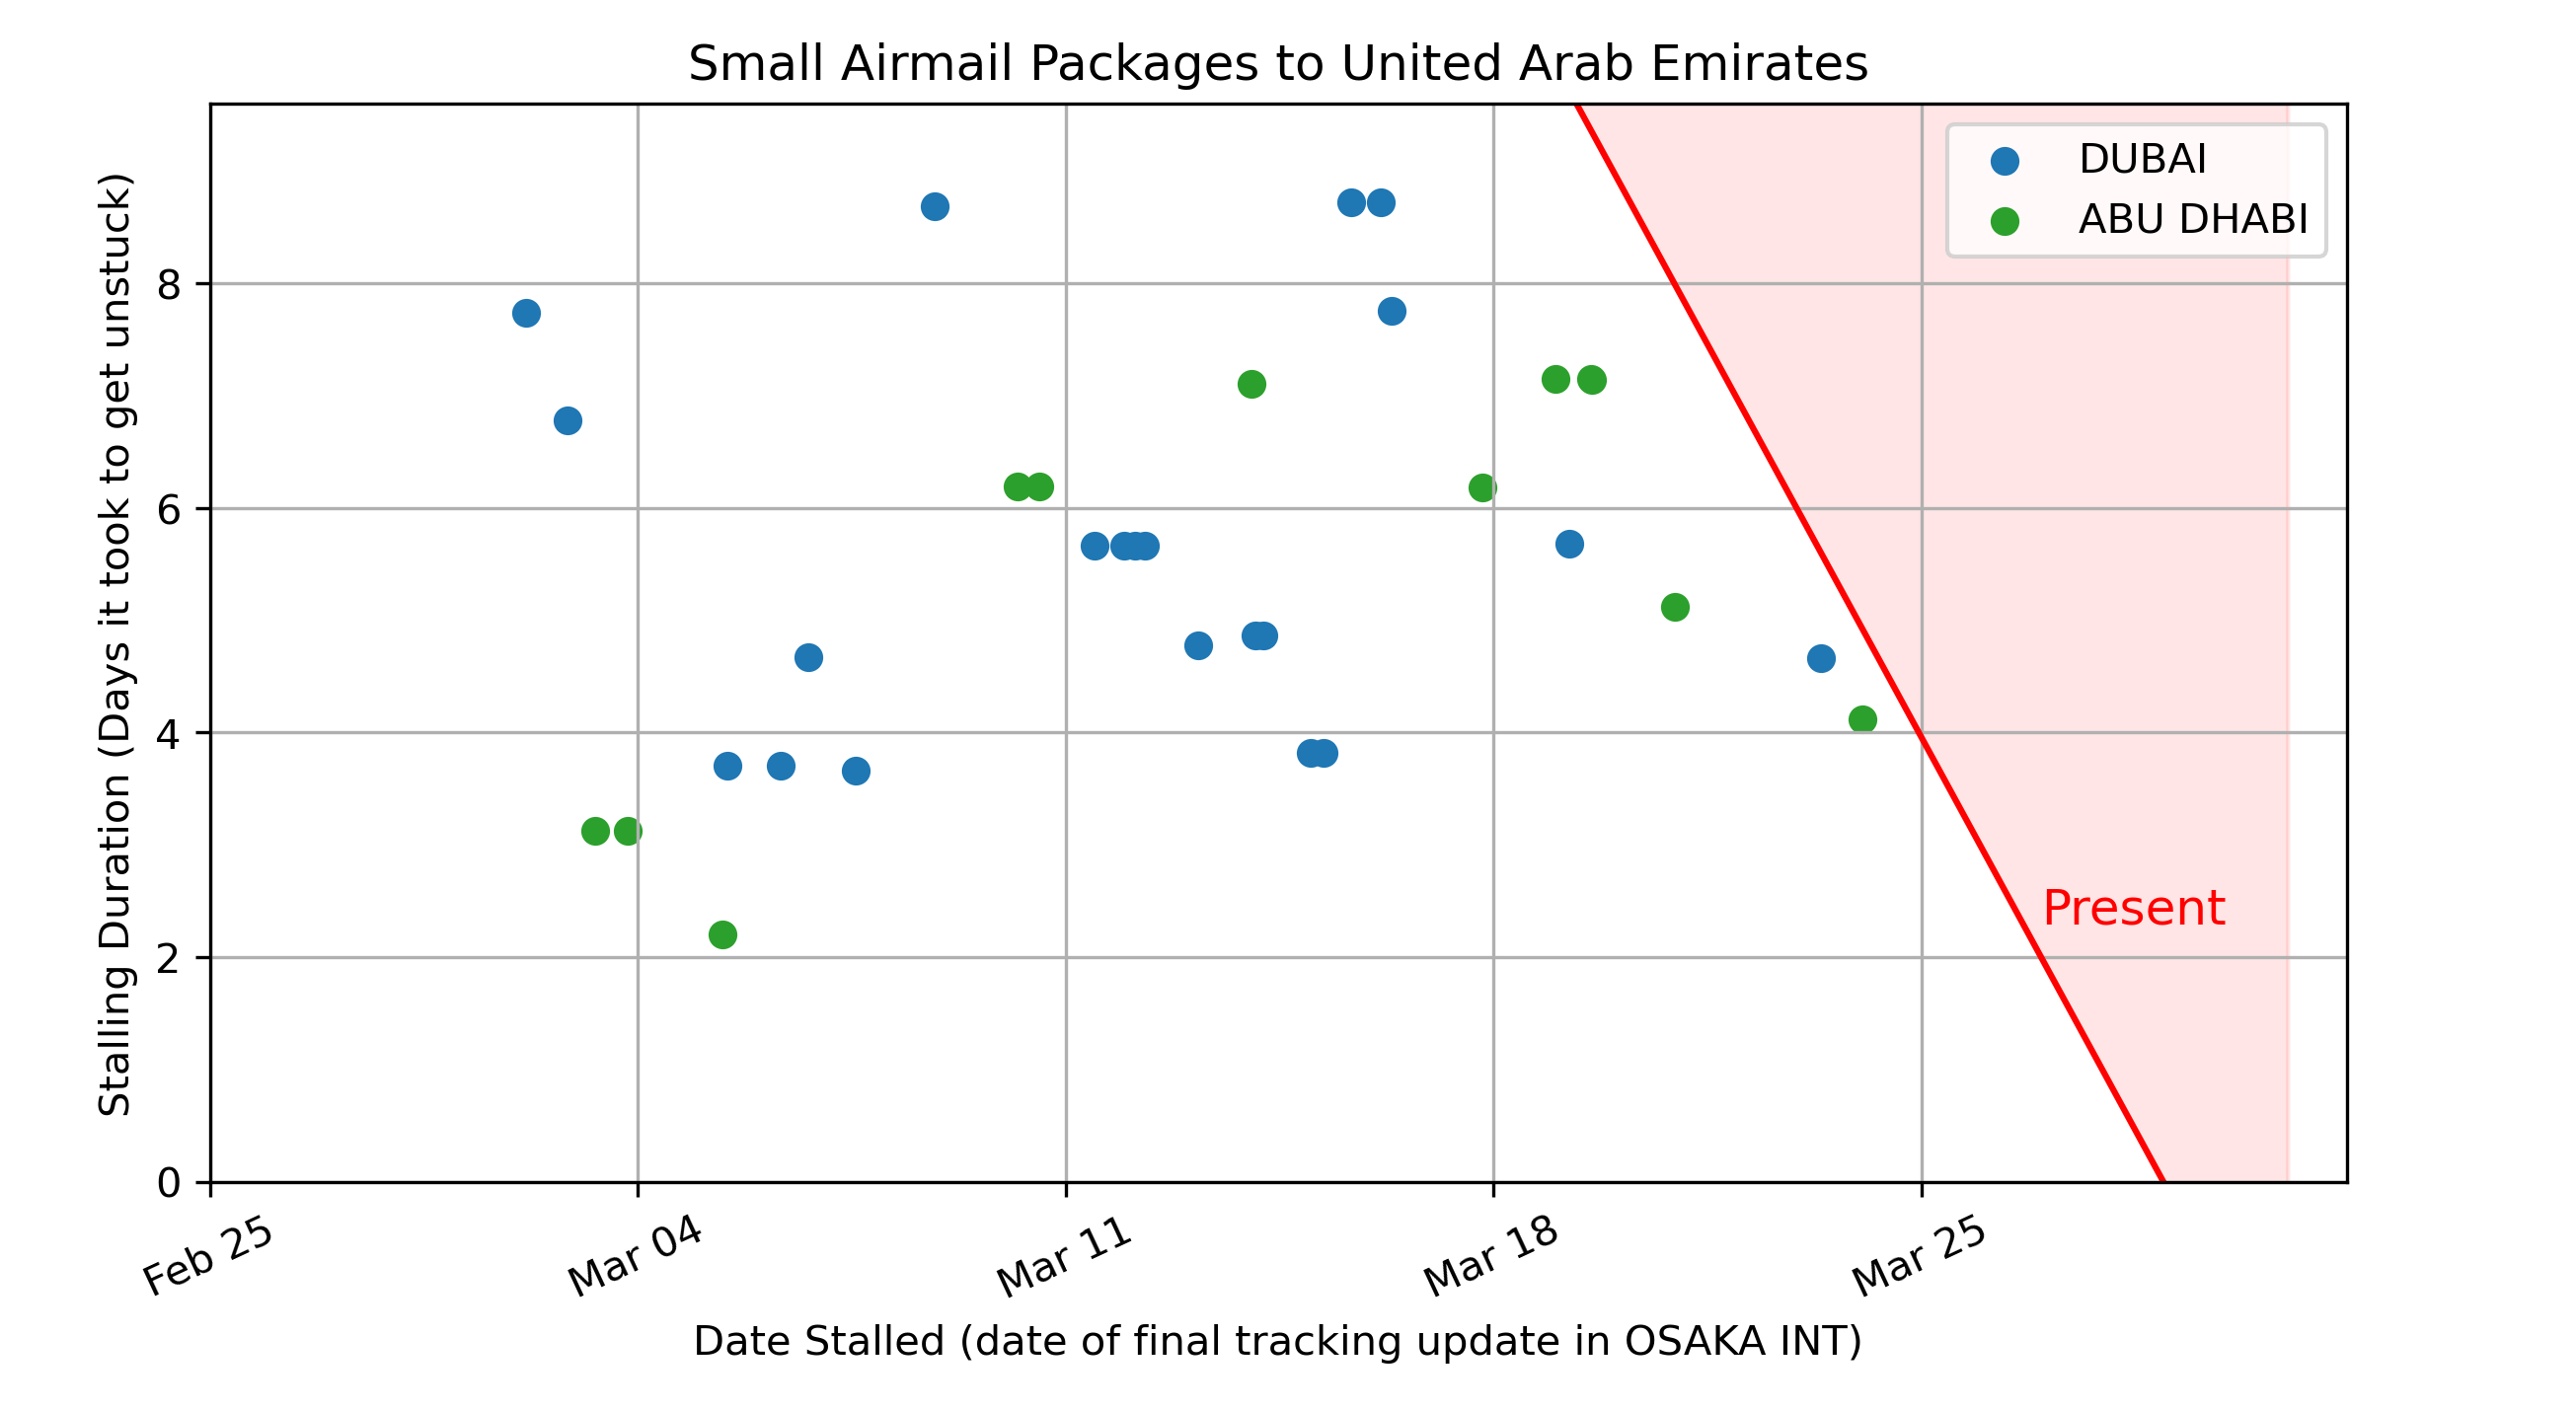 Small Airmail Packages to United Arab Emirates
Stalling Duration (Days it took to get unstuck)
8
6
4
2
0
DUBAI
ABU DHABI
Present
Feb 25
Mar 04
Mar 11
Mar 18
Mar 25
Date Stalled (date of final tracking update in OSAKA INT)